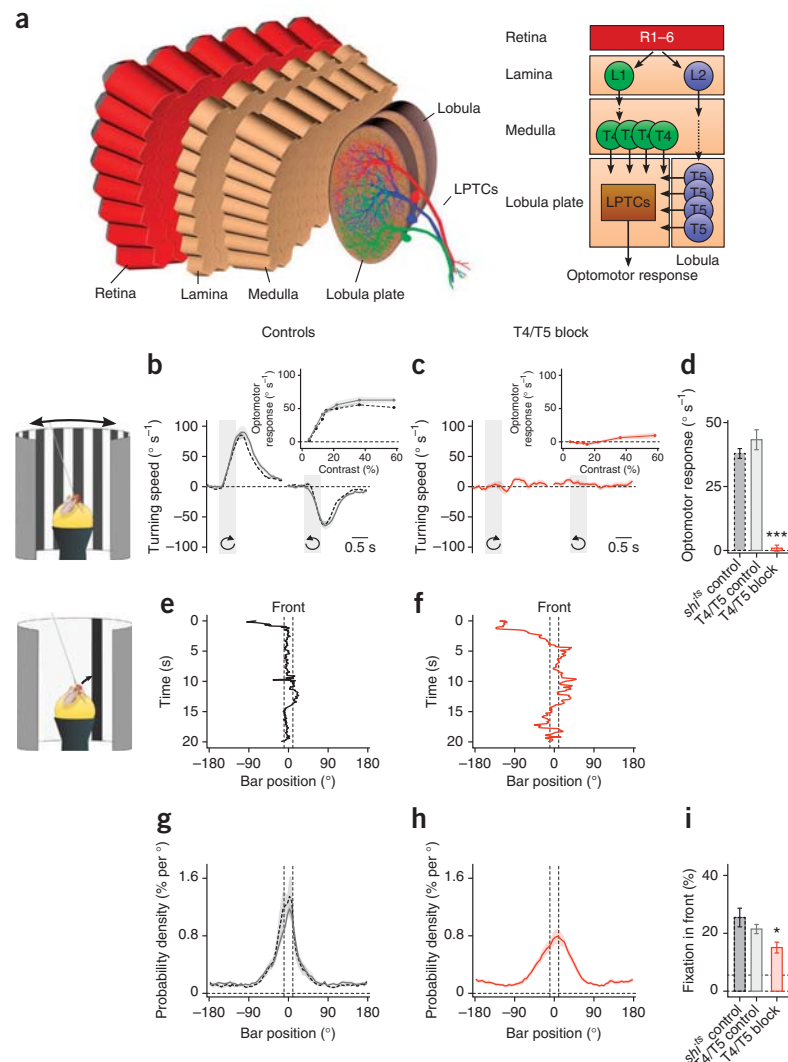 a
Retina
Lamina
Medulla
Lobula plate
Lobula
LPTCs
Retina
R1–6
Lamina
L1
L2
Medulla
T4
T4
T4
T4
Lobula plate
LPTCs
T5
T5
T5
T5
Lobula
Optomotor response
Controls
T4/T5 block
b
Turning speed (° s⁻¹)
100
50
0
−50
−100
0.5 s
Optomotor
response (° s⁻¹)
100
50
0
0 20 40 60
Contrast (%)
c
Turning speed (° s⁻¹)
100
50
0
−50
−100
0.5 s
Optomotor
response (° s⁻¹)
100
50
0
0 20 40 60
Contrast (%)
d
Optomotor response (° s⁻¹)
50
25
0
***
shi^ts control
T4/T5 control
T4/T5 block
e
Front
Time (s)
0
5
10
15
20
−180 −90 0 90 180
Bar position (°)
f
Front
Time (s)
0
5
10
15
20
−180 −90 0 90 180
Bar position (°)
g
Probability density (% per °)
1.6
0.8
0
−180 −90 0 90 180
Bar position (°)
h
Probability density (% per °)
1.6
0.8
0
−180 −90 0 90 180
Bar position (°)
i
Fixation in front (%)
40
20
0
*
shi^ts control
T4/T5 control
T4/T5 block